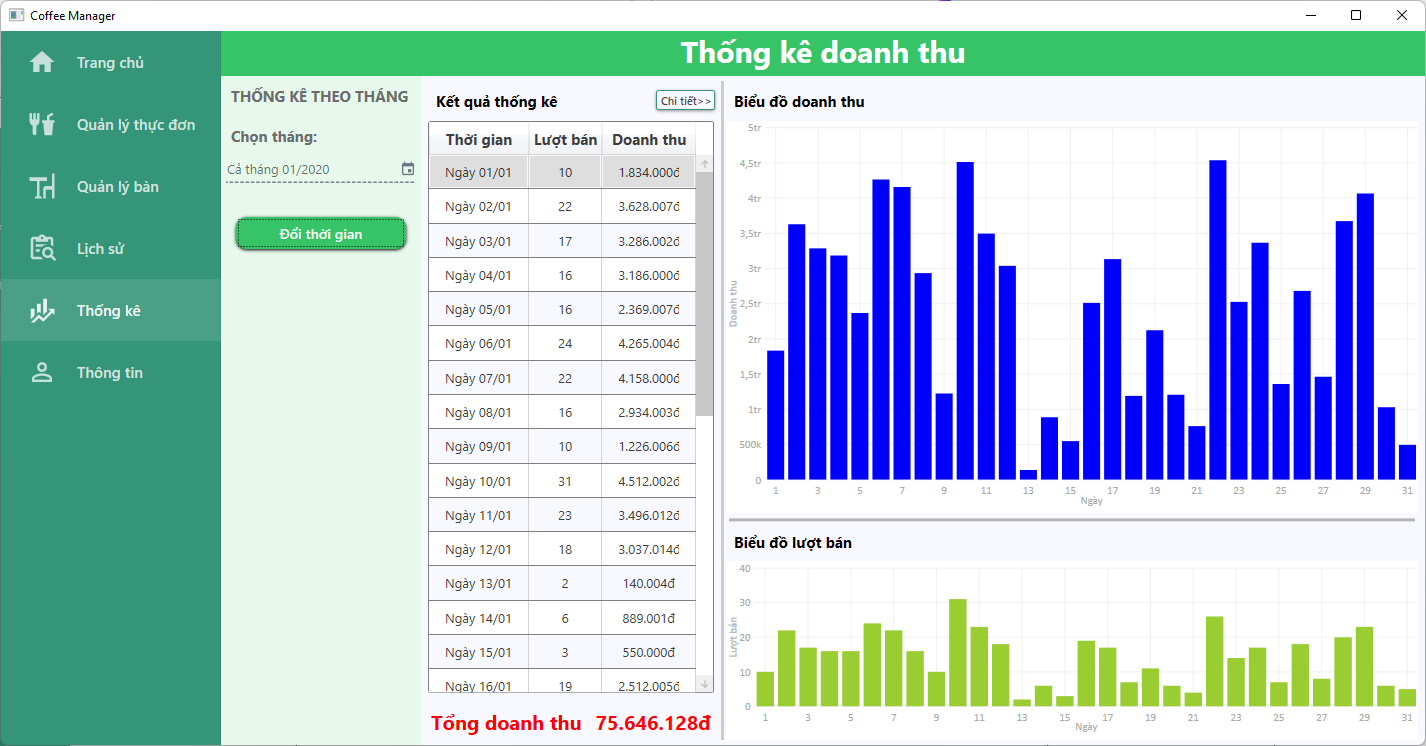 Coffee Manager
Trang chủ
Quản lý thực đơn
Quản lý bàn
Lịch sử
Thống kê
Thông tin
Thống kê doanh thu
THỐNG KÊ THEO THÁNG
Chọn tháng:
Cả tháng 01/2020
Đổi thời gian
Kết quả thống kê
Chi tiết>>
Thời gian Lượt bán Doanh thu
Ngày 01/01 10 1.834.000đ
Ngày 02/01 22 3.628.007đ
Ngày 03/01 17 3.286.002đ
Ngày 04/01 16 3.186.000đ
Ngày 05/01 16 2.369.007đ
Ngày 06/01 24 4.265.004đ
Ngày 07/01 22 4.158.000đ
Ngày 08/01 16 2.934.003đ
Ngày 09/01 10 1.226.006đ
Ngày 10/01 31 4.512.002đ
Ngày 11/01 23 3.496.012đ
Ngày 12/01 18 3.037.014đ
Ngày 13/01 2 140.004đ
Ngày 14/01 6 889.001đ
Ngày 15/01 3 550.000đ
Ngày 16/01 19 2.512.005đ
Tổng doanh thu 75.646.128đ
Biểu đồ doanh thu
5tr
4,5tr
4tr
3,5tr
3tr
2,5tr
2tr
1,5tr
1tr
500k
0
Doanh thu
1 3 5 7 9 11 13 15 17 19 21 23 25 27 29 31
Ngày
Biểu đồ lượt bán
40
30
20
10
0
Lượt bán
1 3 5 7 9 11 13 15 17 19 21 23 25 27 29 31
Ngày